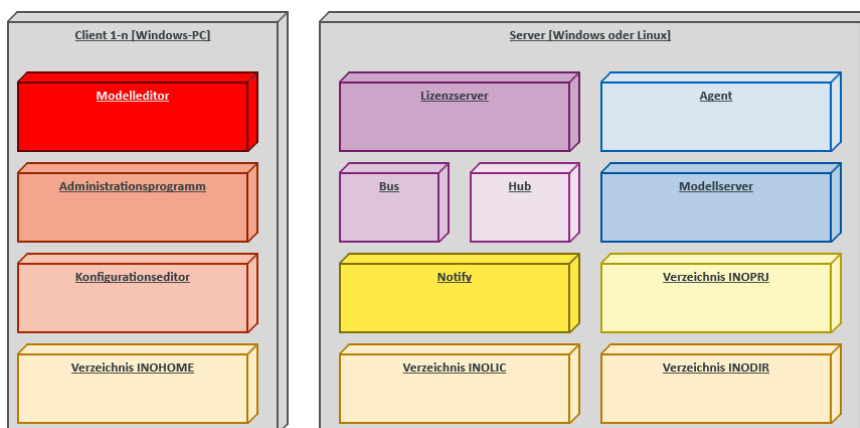 Client 1-n [Windows-PC]
Modelleditor
Administrationsprogramm
Konfigurationseditor
Verzeichnis INOHOME
Server [Windows oder Linux]
Lizenzserver
Agent
Bus
Hub
Modellserver
Notify
Verzeichnis INOPRJ
Verzeichnis INOLIC
Verzeichnis INODIR